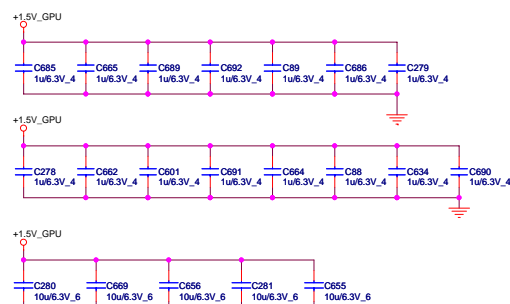 +1.5V_GPU
C685 C665 C689 C692 C89 C686 C279
1u/6.3V_4 1u/6.3V_4 1u/6.3V_4 1u/6.3V_4 1u/6.3V_4 1u/6.3V_4 1u/6.3V_4
+1.5V_GPU
C278 C662 C601 C691 C664 C88 C634 C690
1u/6.3V_4 1u/6.3V_4 1u/6.3V_4 1u/6.3V_4 1u/6.3V_4 1u/6.3V_4 1u/6.3V_4 1u/6.3V_4
+1.5V_GPU
C280 C669 C656 C281 C655
10u/6.3V_6 10u/6.3V_6 10u/6.3V_6 10u/6.3V_6 10u/6.3V_6